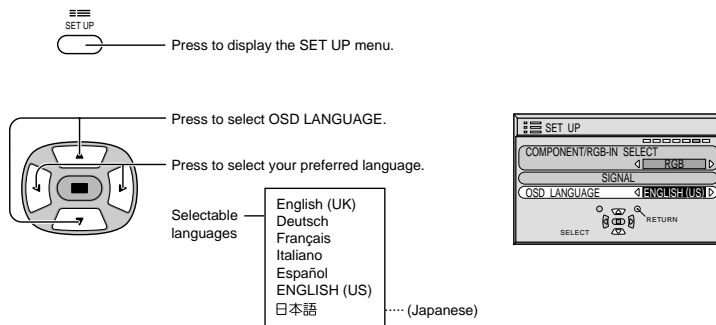 SET UP
Press to display the SET UP menu.
Press to select OSD LANGUAGE.
Press to select your preferred language.
Selectable
languages
English (UK)
Deutsch
Français
Italiano
Español
ENGLISH (US)
日本語 ····· (Japanese)
SET UP
COMPONENT/RGB-IN SELECT
RGB
SIGNAL
OSD LANGUAGE ENGLISH (US)
SELECT
RETURN